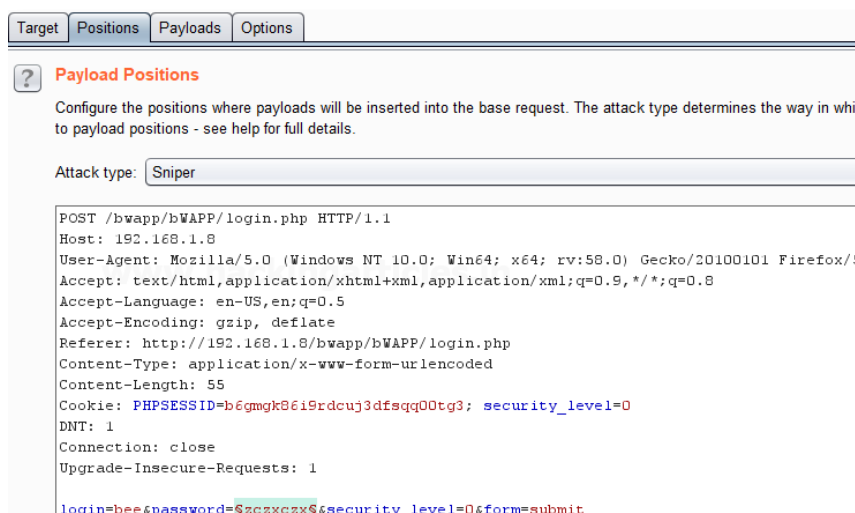 Target Positions Payloads Options
? Payload Positions
Configure the positions where payloads will be inserted into the base request. The attack type determines the way in whi
to payload positions - see help for full details.
Attack type: Sniper
POST /bwapp/bWAPP/login.php HTTP/1.1
Host: 192.168.1.8
User-Agent: Mozilla/5.0 (Windows NT 10.0; Win64; x64; rv:58.0) Gecko/20100101 Firefox/5
Accept: text/html,application/xhtml+xml,application/xml;q=0.9,*/*;q=0.8
Accept-Language: en-US,en;q=0.5
Accept-Encoding: gzip, deflate
Referer: http://192.168.1.8/bwapp/bWAPP/login.php
Content-Type: application/x-www-form-urlencoded
Content-Length: 55
Cookie: PHPSESSID=b6gmgk86i9rdcuj3dfsqq00tg3; security_level=0
DNT: 1
Connection: close
Upgrade-Insecure-Requests: 1
login=bee&password=§zczxczx§&security_level=0&form=submit